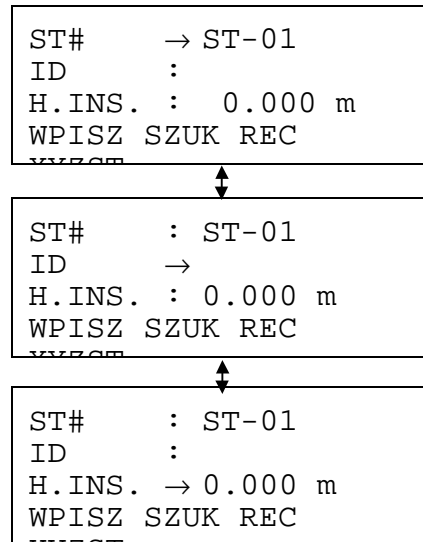 ST# → ST-01
ID :
H.INS. : 0.000 m
WPISZ SZUK REC
ST# : ST-01
ID →
H.INS. : 0.000 m
WPISZ SZUK REC
ST# : ST-01
ID :
H.INS. → 0.000 m
WPISZ SZUK REC